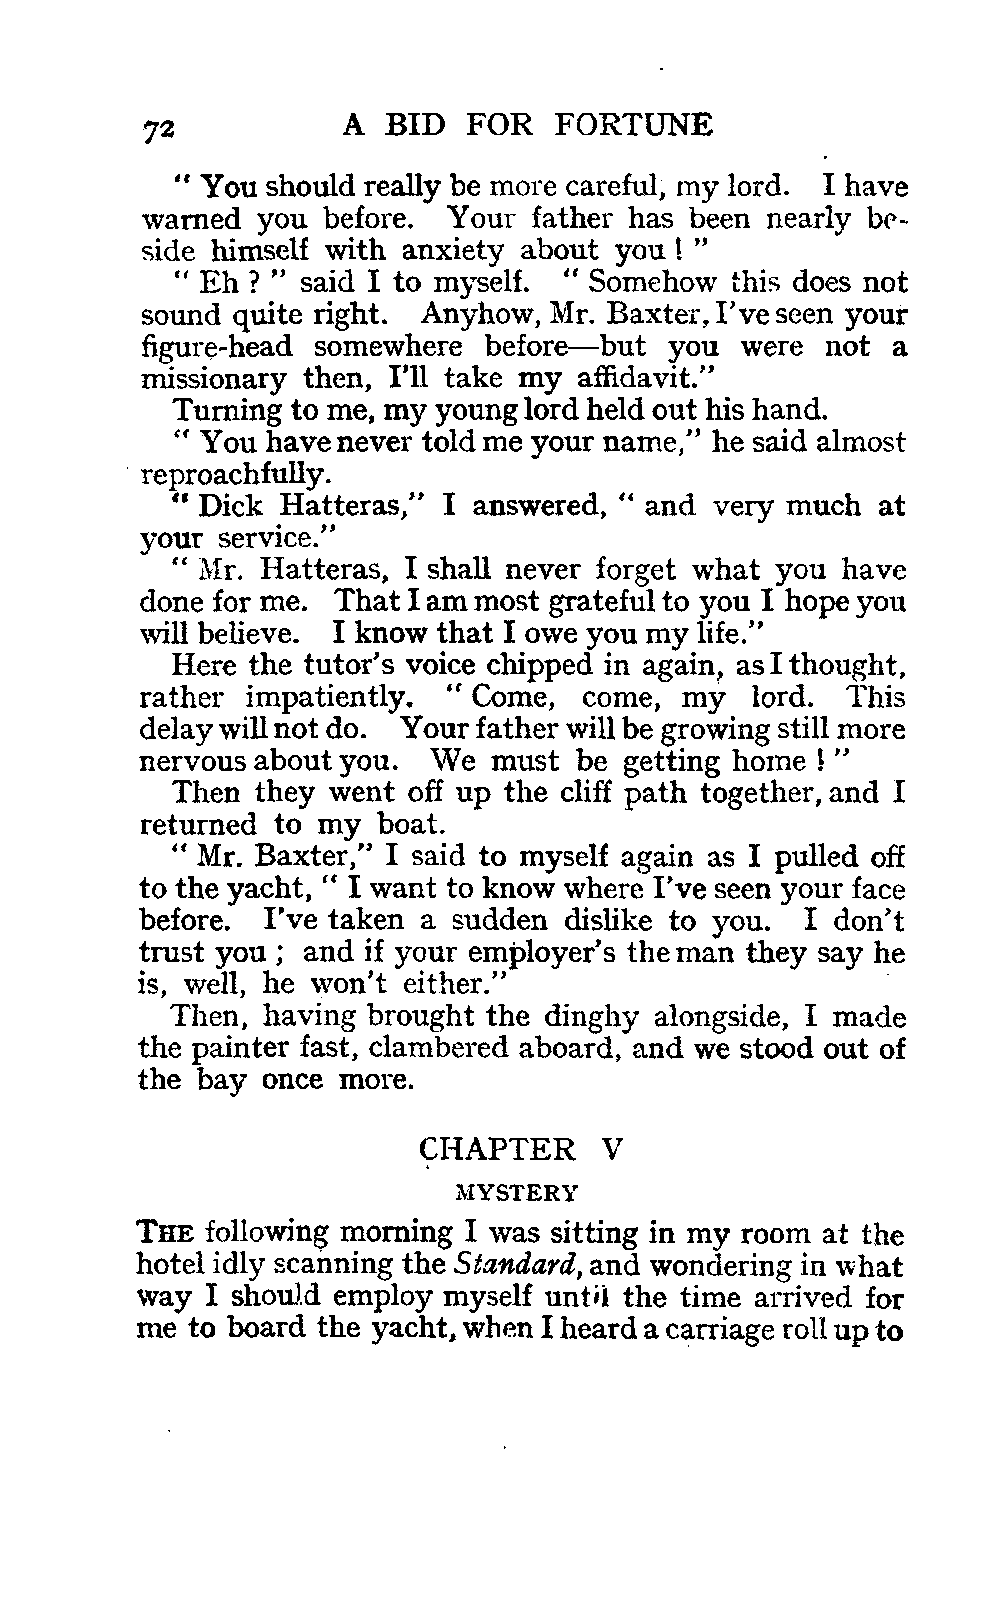 72 A BID FOR FORTUNE
" You should really be more careful, my lord. I have
warned you before. Your father has been nearly be-
side himself with anxiety about you ! "
" Eh ? " said I to myself. " Somehow this does not
sound quite right. Anyhow, Mr. Baxter, I've seen your
figure-head somewhere before—but you were not a
missionary then, I'll take my affidavit."
Turning to me, my young lord held out his hand.
" You have never told me your name," he said almost
reproachfully.
" Dick Hatteras," I answered, " and very much at
your service."
" Mr. Hatteras, I shall never forget what you have
done for me. That I am most grateful to you I hope you
will believe. I know that I owe you my life."
Here the tutor's voice chipped in again, as I thought,
rather impatiently. " Come, come, my lord. This
delay will not do. Your father will be growing still more
nervous about you. We must be getting home ! "
Then they went off up the cliff path together, and I
returned to my boat.
" Mr. Baxter," I said to myself again as I pulled off
to the yacht, " I want to know where I've seen your face
before. I've taken a sudden dislike to you. I don't
trust you ; and if your employer's the man they say he
is, well, he won't either."
Then, having brought the dinghy alongside, I made
the painter fast, clambered aboard, and we stood out of
the bay once more.
CHAPTER V
MYSTERY
THE following morning I was sitting in my room at the
hotel idly scanning the Standard, and wondering in what
way I should employ myself until the time arrived for
me to board the yacht, when I heard a carriage roll up to